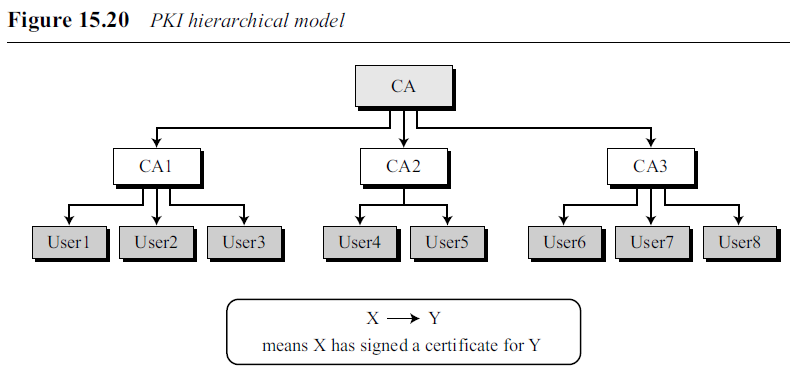 Figure 15.20 PKI hierarchical model
CA
CA1 CA2 CA3
User1 User2 User3 User4 User5 User6 User7 User8
X → Y
means X has signed a certificate for Y